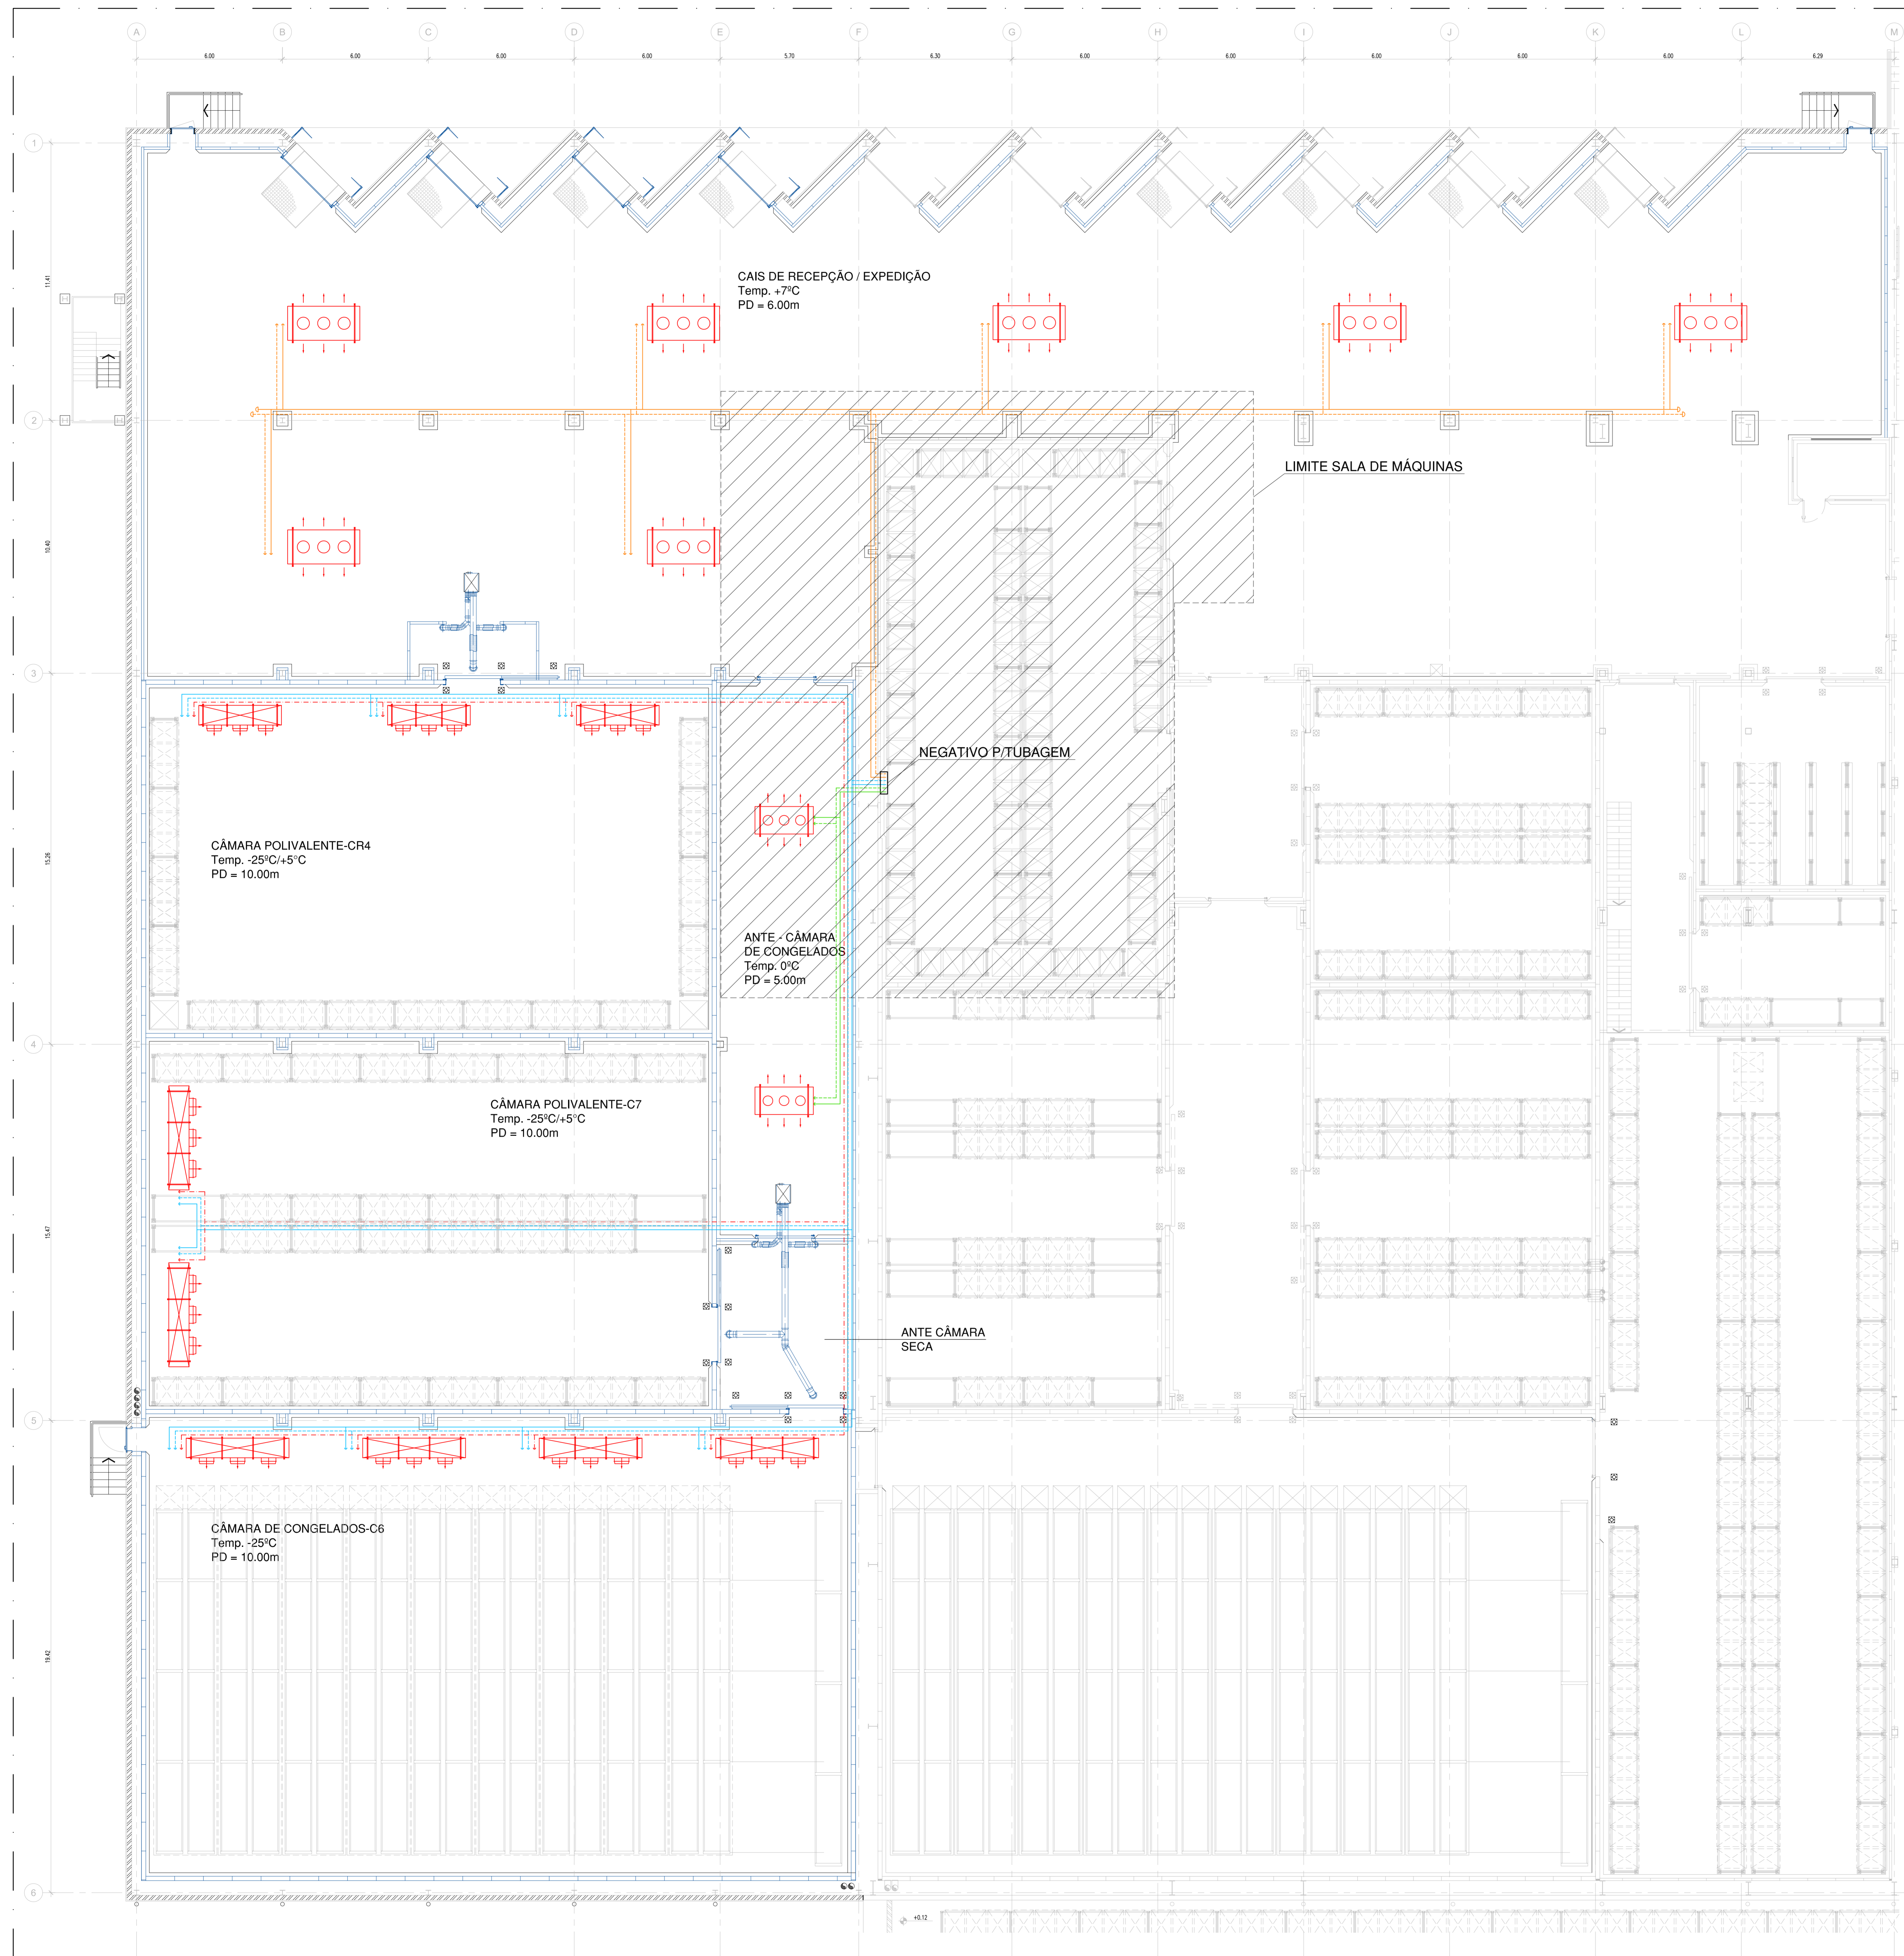 A B C D E F G H I J K L M
6.00 6.00 6.00 6.00 5.70 6.30 6.00 6.00 6.00 6.00 6.00 6.29
1
11.41
CAIS DE RECEPÇÃO / EXPEDIÇÃO
Temp. +7ºC
PD = 6.00m
2
LIMITE SALA DE MÁQUINAS
10.40
3
NEGATIVO P/TUBAGEM
CÂMARA POLIVALENTE-CR4
Temp. -25ºC/+5°C
PD = 10.00m
15.26
ANTE - CÂMARA
DE CONGELADOS
Temp. 0ºC
PD = 5.00m
4
CÂMARA POLIVALENTE-C7
Temp. -25ºC/+5°C
PD = 10.00m
15.47
ANTE CÂMARA
SECA
5
CÂMARA DE CONGELADOS-C6
Temp. -25ºC
PD = 10.00m
19.42
6
+0.12